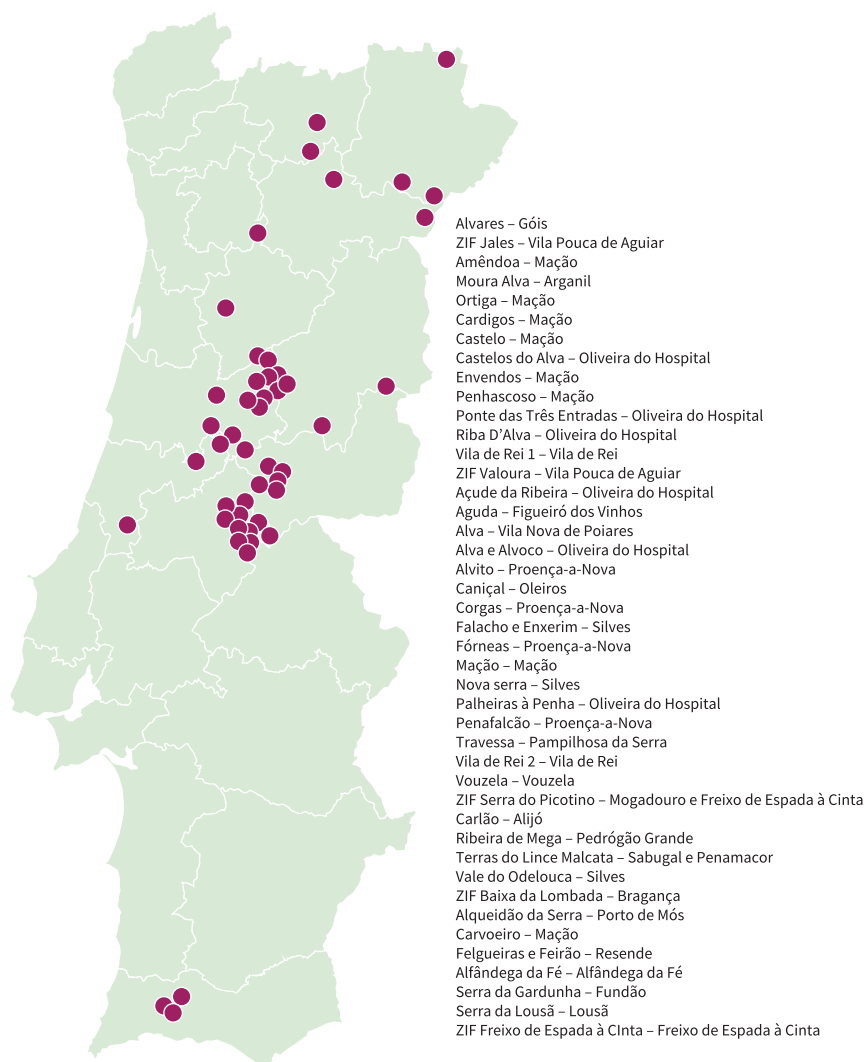 Alvares – Góis
ZIF Jales – Vila Pouca de Aguiar
Amêndoa – Mação
Moura Alva – Arganil
Ortiga – Mação
Cardigos – Mação
Castelo – Mação
Castelos do Alva – Oliveira do Hospital
Envendos – Mação
Penhascoso – Mação
Ponte das Três Entradas – Oliveira do Hospital
Riba D’Alva – Oliveira do Hospital
Vila de Rei 1 – Vila de Rei
ZIF Valoura – Vila Pouca de Aguiar
Açude da Ribeira – Oliveira do Hospital
Aguda – Figueiró dos Vinhos
Alva – Vila Nova de Poiares
Alva e Alvoco – Oliveira do Hospital
Alvito – Proença-a-Nova
Caniçal – Oleiros
Corgas – Proença-a-Nova
Falacho e Enxerim – Silves
Fórneas – Proença-a-Nova
Mação – Mação
Nova serra – Silves
Palheiras à Penha – Oliveira do Hospital
Penafalcão – Proença-a-Nova
Travessa – Pampilhosa da Serra
Vila de Rei 2 – Vila de Rei
Vouzela – Vouzela
ZIF Serra do Picotino – Mogadouro e Freixo de Espada à Cinta
Carlão – Alijó
Ribeira de Mega – Pedrógão Grande
Terras do Lince Malcata – Sabugal e Penamacor
Vale do Odelouca – Silves
ZIF Baixa da Lombada – Bragança
Alqueidão da Serra – Porto de Mós
Carvoeiro – Mação
Felgueiras e Feirão – Resende
Alfândega da Fé – Alfândega da Fé
Serra da Gardunha – Fundão
Serra da Lousã – Lousã
ZIF Freixo de Espada à CInta – Freixo de Espada à Cinta